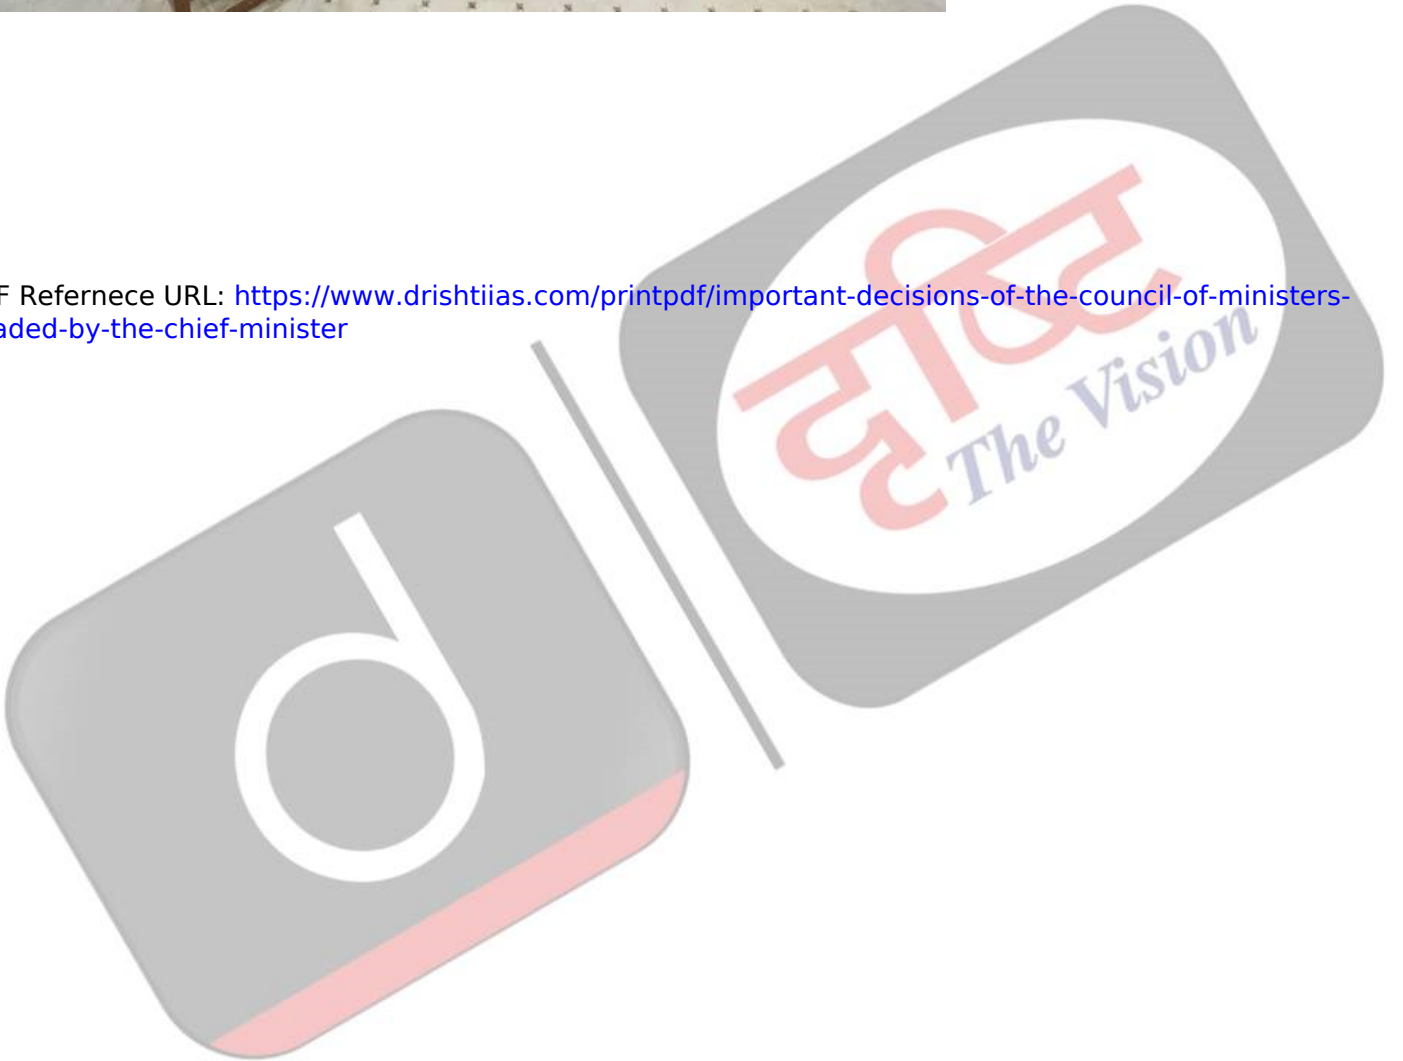 F Refernece URL: https://www.drishtiias.com/printpdf/important-decisions-of-the-council-of-ministers-
aded-by-the-chief-minister
दृष्टि
The Vision
d